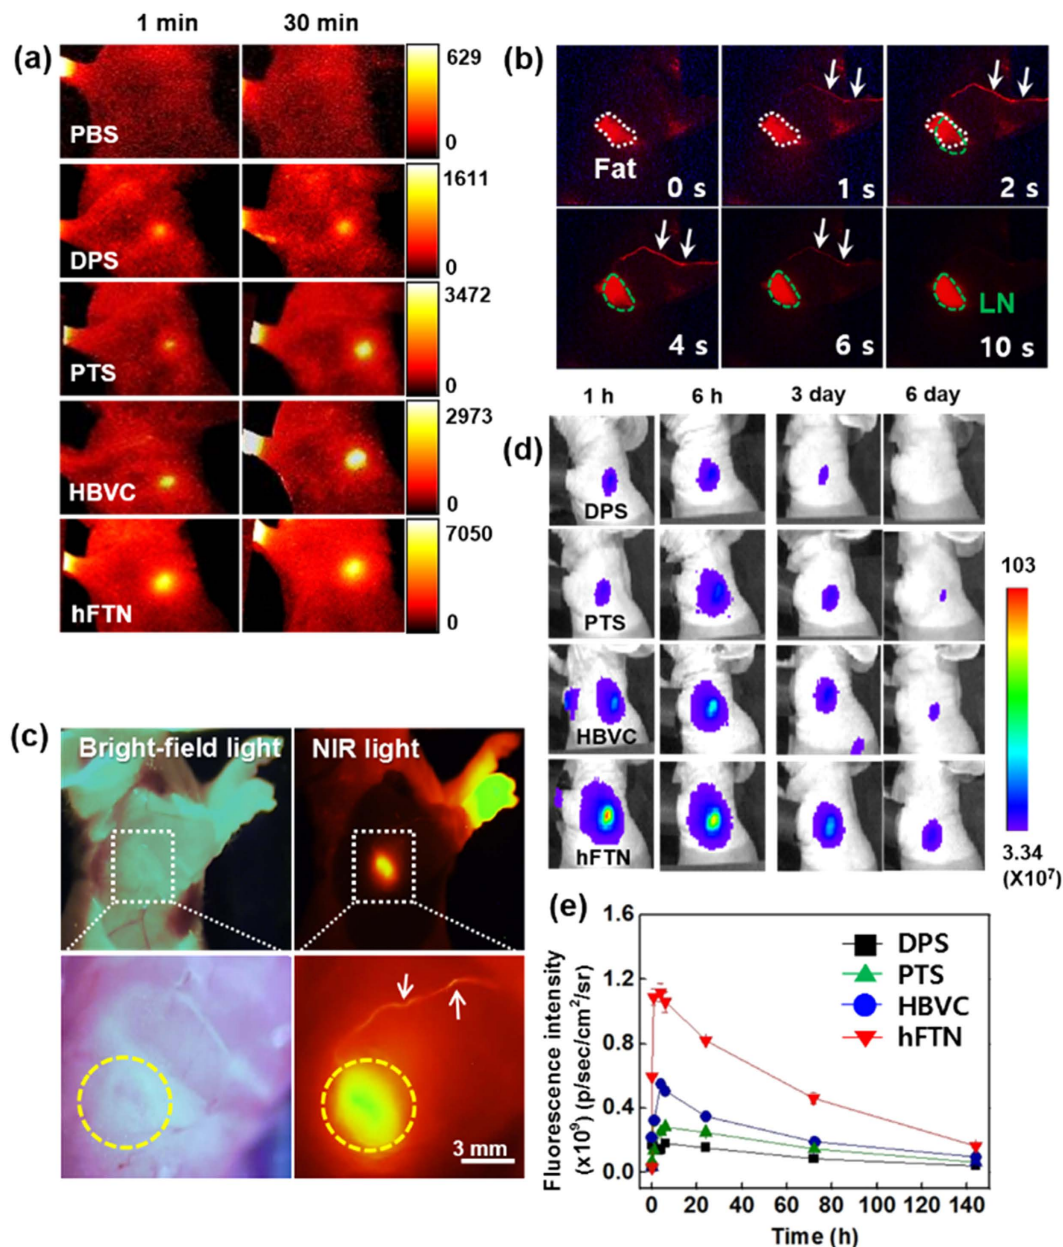 (a)
1 min 30 min
PBS
629
0
DPS
1611
0
PTS
3472
0
HBVC
2973
0
hFTN
7050
0
(b)
Fat
0 s
1 s
2 s
4 s
6 s
LN
10 s
(c)
Bright-field light
NIR light
3 mm
(d)
1 h 6 h 3 day 6 day
DPS
PTS
HBVC
hFTN
103
3.34
(X10⁷)
(e)
Fluorescence intensity
(x10⁹) (p/sec/cm²/sr)
1.6
1.2
0.8
0.4
0.0
DPS
PTS
HBVC
hFTN
0 20 40 60 80 100 120 140
Time (h)